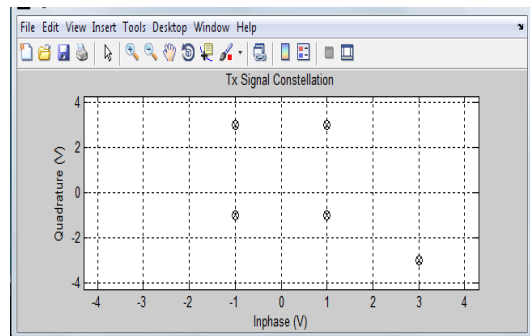 File Edit View Insert Tools Desktop Window Help
Tx Signal Constellation
4
2
0
-2
-4
Quadrature (V)
-4 -3 -2 -1 0 1 2 3 4
Inphase (V)